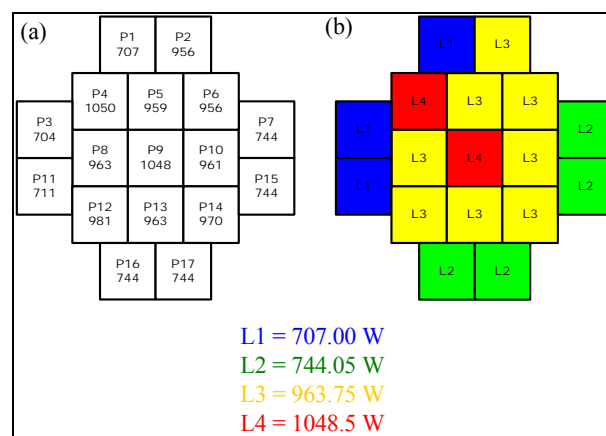 (a)
P1
707
P2
956
P4
1050
P5
959
P6
956
P3
704
P7
744
P8
963
P9
1048
P10
961
P11
711
P15
744
P12
981
P13
963
P14
970
P16
744
P17
744
(b)
L1
L3
L4
L3
L3
L1
L2
L3
L4
L3
L1
L2
L3
L3
L3
L2
L2
L1 = 707.00 W
L2 = 744.05 W
L3 = 963.75 W
L4 = 1048.5 W